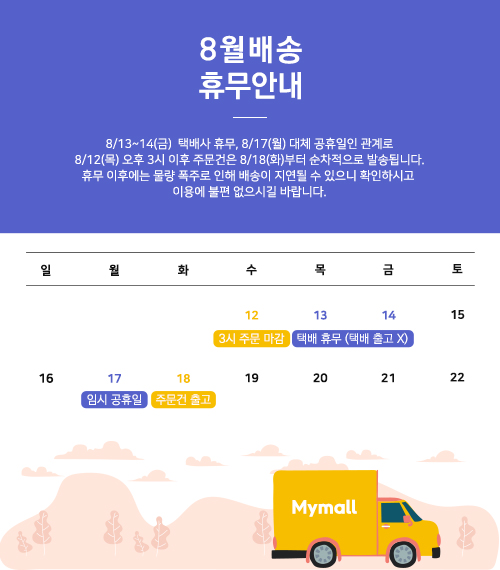 8월배송
휴무안내
8/13~14(금) 택배사 휴무, 8/17(월) 대체 공휴일인 관계로
8/12(목) 오후 3시 이후 주문건은 8/18(화)부터 순차적으로 발송됩니다.
휴무 이후에는 물량 폭주로 인해 배송이 지연될 수 있으니 확인하시고
이용에 불편 없으시길 바랍니다.
일 월 화 수 목 금 토
12 13 14 15
3시 주문 마감 택배 휴무 (택배 출고 X)
16 17 18 19 20 21 22
임시 공휴일 주문건 출고
Mymall